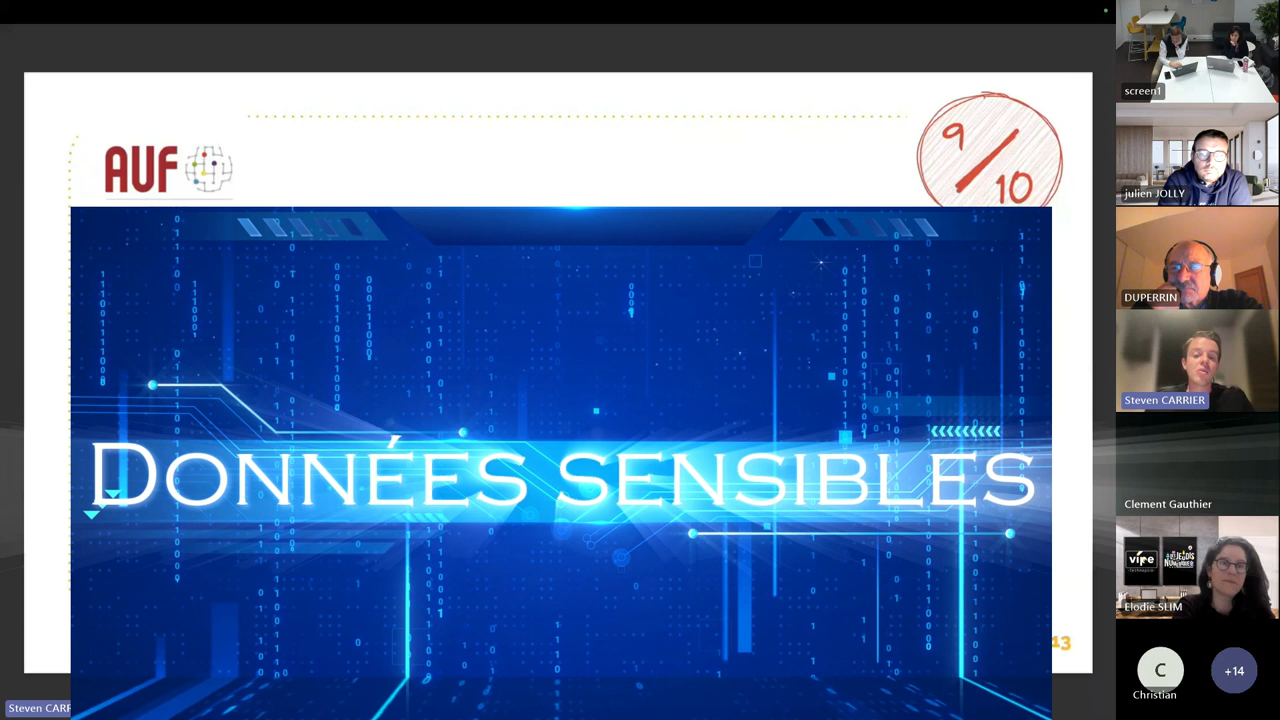 AUF
9/10
DONNÉES SENSIBLES
13
Steven CARR
screen1
julien JOLLY
DUPERRIN
Steven CARRIER
Clement Gauthier
vipe
Elodie SLIM
C
Christian
+14